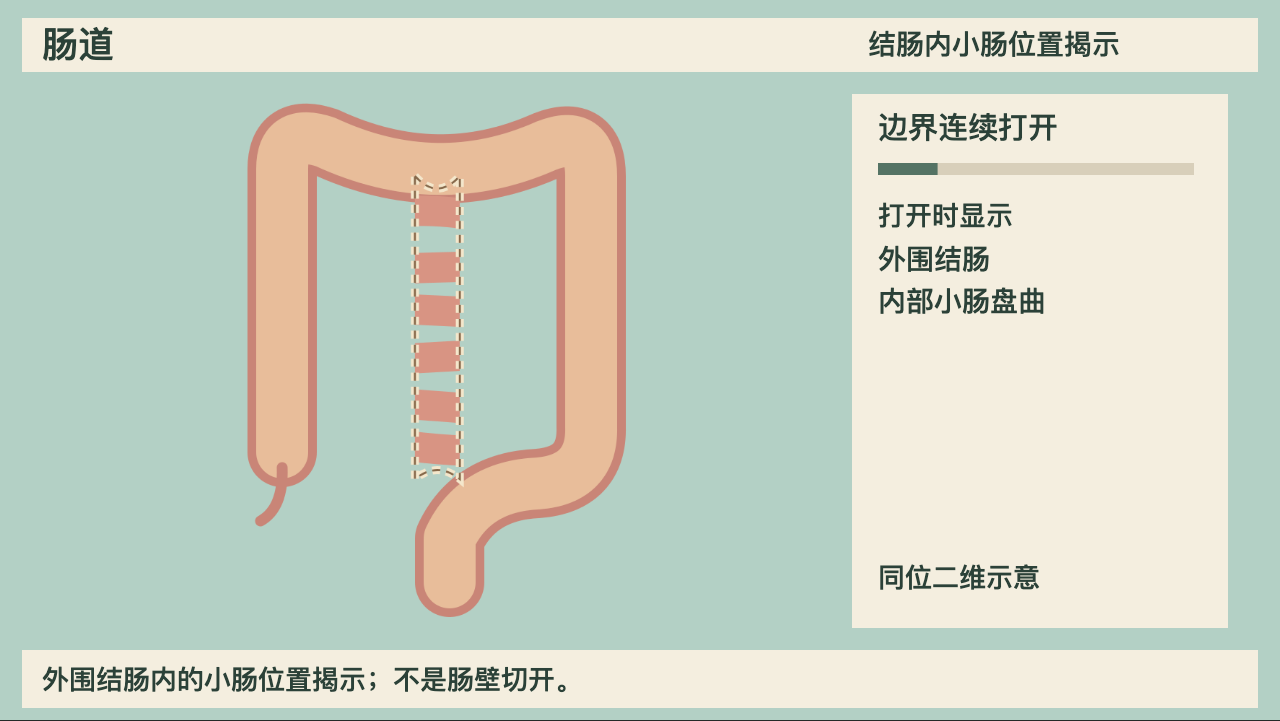 肠道
结肠内小肠位置揭示
边界连续打开
打开时显示
外围结肠
内部小肠盘曲
同位二维示意
外围结肠内的小肠位置揭示；不是肠壁切开。